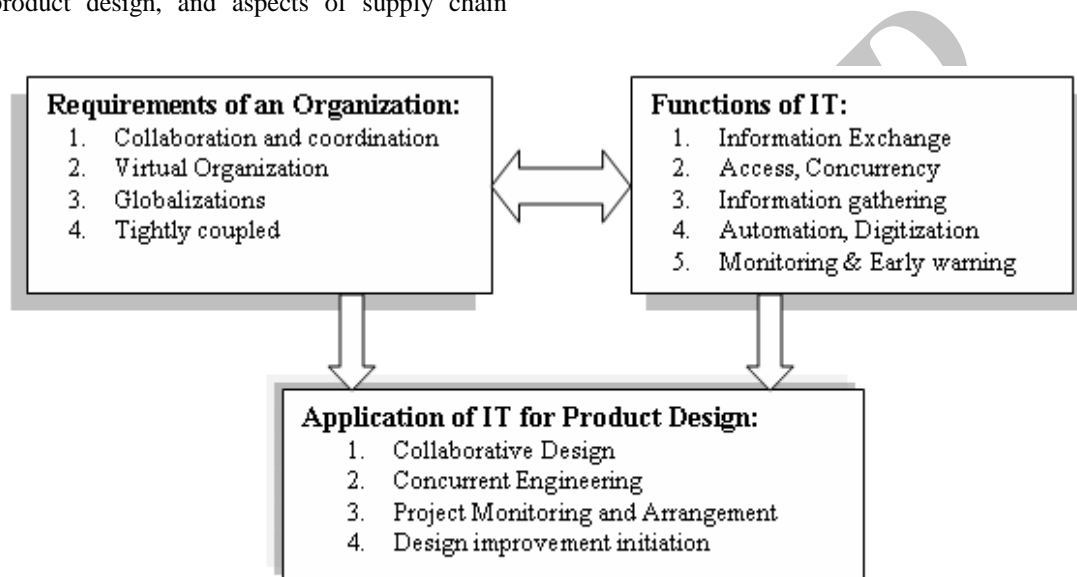 product design, and aspects of supply chain
Requirements of an Organization:
1. Collaboration and coordination
2. Virtual Organization
3. Globalizations
4. Tightly coupled
Functions of IT:
1. Information Exchange
2. Access, Concurrency
3. Information gathering
4. Automation, Digitization
5. Monitoring & Early warning
Application of IT for Product Design:
1. Collaborative Design
2. Concurrent Engineering
3. Project Monitoring and Arrangement
4. Design improvement initiation